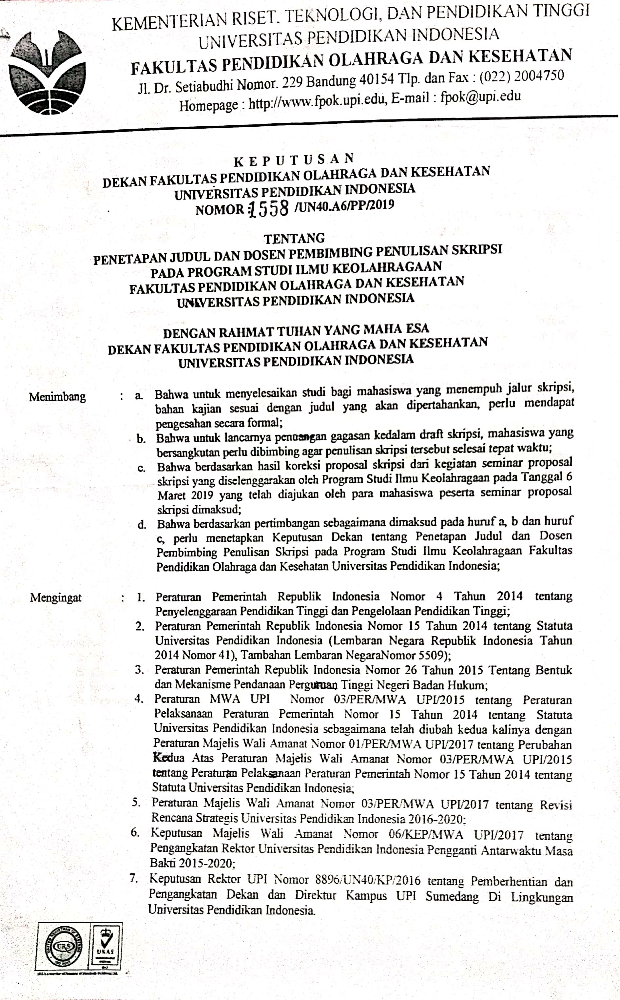 KEMENTERIAN RISET, TEKNOLOGI, DAN PENDIDIKAN TINGGI
UNIVERSITAS PENDIDIKAN INDONESIA
FAKULTAS PENDIDIKAN OLAHRAGA DAN KESEHATAN
Jl. Dr. Setiabudhi Nomor. 229 Bandung 40154 Tlp. dan Fax : (022) 2004750
Homepage : http://www.fpok.upi.edu, E-mail : fpok@upi.edu
K E P U T U S A N
DEKAN FAKULTAS PENDIDIKAN OLAHRAGA DAN KESEHATAN
UNIVERSITAS PENDIDIKAN INDONESIA
NOMOR : 1558 /UN40.A6/PP/2019
TENTANG
PENETAPAN JUDUL DAN DOSEN PEMBIMBING PENULISAN SKRIPSI
PADA PROGRAM STUDI ILMU KEOLAHRAGAAN
FAKULTAS PENDIDIKAN OLAHRAGA DAN KESEHATAN
UNIVERSITAS PENDIDIKAN INDONESIA
DENGAN RAHMAT TUHAN YANG MAHA ESA
DEKAN FAKULTAS PENDIDIKAN OLAHRAGA DAN KESEHATAN
UNIVERSITAS PENDIDIKAN INDONESIA
Menimbang : a. Bahwa untuk menyelesaikan studi bagi mahasiswa yang menempuh jalur skripsi,
bahan kajian sesuai dengan judul yang akan dipertahankan, perlu mendapat
pengesahan secara formal;
b. Bahwa untuk lancarnya penuangan gagasan kedalam draft skripsi, mahasiswa yang
bersangkutan perlu dibimbing agar penulisan skripsi tersebut selesai tepat waktu;
c. Bahwa berdasarkan hasil koreksi proposal skripsi dari kegiatan seminar proposal
skripsi yang diselenggarakan oleh Program Studi Ilmu Keolahragaan pada Tanggal 6
Maret 2019 yang telah diajukan oleh para mahasiswa peserta seminar proposal
skripsi dimaksud;
d. Bahwa berdasarkan pertimbangan sebagaimana dimaksud pada huruf a, b dan huruf
c, perlu menetapkan Keputusan Dekan tentang Penetapan Judul dan Dosen
Pembimbing Penulisan Skripsi pada Program Studi Ilmu Keolahragaan Fakultas
Pendidikan Olahraga dan Kesehatan Universitas Pendidikan Indonesia;
Mengingat : 1. Peraturan Pemerintah Republik Indonesia Nomor 4 Tahun 2014 tentang
Penyelenggaraan Pendidikan Tinggi dan Pengelolaan Pendidikan Tinggi;
2. Peraturan Pemerintah Republik Indonesia Nomor 15 Tahun 2014 tentang Statuta
Universitas Pendidikan Indonesia (Lembaran Negara Republik Indonesia Tahun
2014 Nomor 41), Tambahan Lembaran NegaraNomor 5509);
3. Peraturan Pemerintah Republik Indonesia Nomor 26 Tahun 2015 Tentang Bentuk
dan Mekanisme Pendanaan Perguruan Tinggi Negeri Badan Hukum;
4. Peraturan MWA UPI Nomor 03/PER/MWA UPI/2015 tentang Peraturan
Pelaksanaan Peraturan Pemerintah Nomor 15 Tahun 2014 tentang Statuta
Universitas Pendidikan Indonesia sebagaimana telah diubah kedua kalinya dengan
Peraturan Majelis Wali Amanat Nomor 01/PER/MWA UPI/2017 tentang Perubahan
Kedua Atas Peraturan Majelis Wali Amanat Nomor 03/PER/MWA UPI/2015
tentang Peraturan Pelaksanaan Peraturan Pemerintah Nomor 15 Tahun 2014 tentang
Statuta Universitas Pendidikan Indonesia;
5. Peraturan Majelis Wali Amanat Nomor 03/PER/MWA UPI/2017 tentang Revisi
Rencana Strategis Universitas Pendidikan Indonesia 2016-2020;
6. Keputusan Majelis Wali Amanat Nomor 06/KEP/MWA UPI/2017 tentang
Pengangkatan Rektor Universitas Pendidikan Indonesia Pengganti Antarwaktu Masa
Bakti 2015-2020;
7. Keputusan Rektor UPI Nomor 8896/UN40/KP/2016 tentang Pemberhentian dan
Pengangkatan Dekan dan Direktur Kampus UPI Sumedang Di Lingkungan
Universitas Pendidikan Indonesia.
URS
UKAS